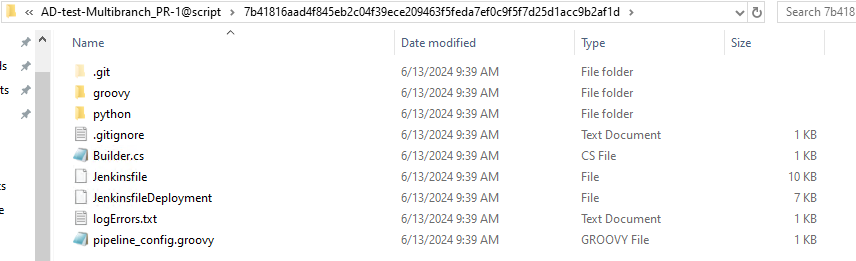 « AD-test-Multibranch_PR-1@script > 7b41816aad4f845eb2c04f39ece209463f5feda7ef0c9f5f7d25d1acc9b2af1d > Search 7b418
Name Date modified Type Size
.git 6/13/2024 9:39 AM File folder
ds groovy 6/13/2024 9:39 AM File folder
ts python 6/13/2024 9:39 AM File folder
.gitignore 6/13/2024 9:39 AM Text Document 1 KB
Builder.cs 6/13/2024 9:39 AM CS File 1 KB
Jenkinsfile 6/13/2024 9:39 AM File 10 KB
JenkinsfileDeployment 6/13/2024 9:39 AM File 7 KB
logErrors.txt 6/13/2024 9:39 AM Text Document 1 KB
pipeline_config.groovy 6/13/2024 9:39 AM GROOVY File 1 KB